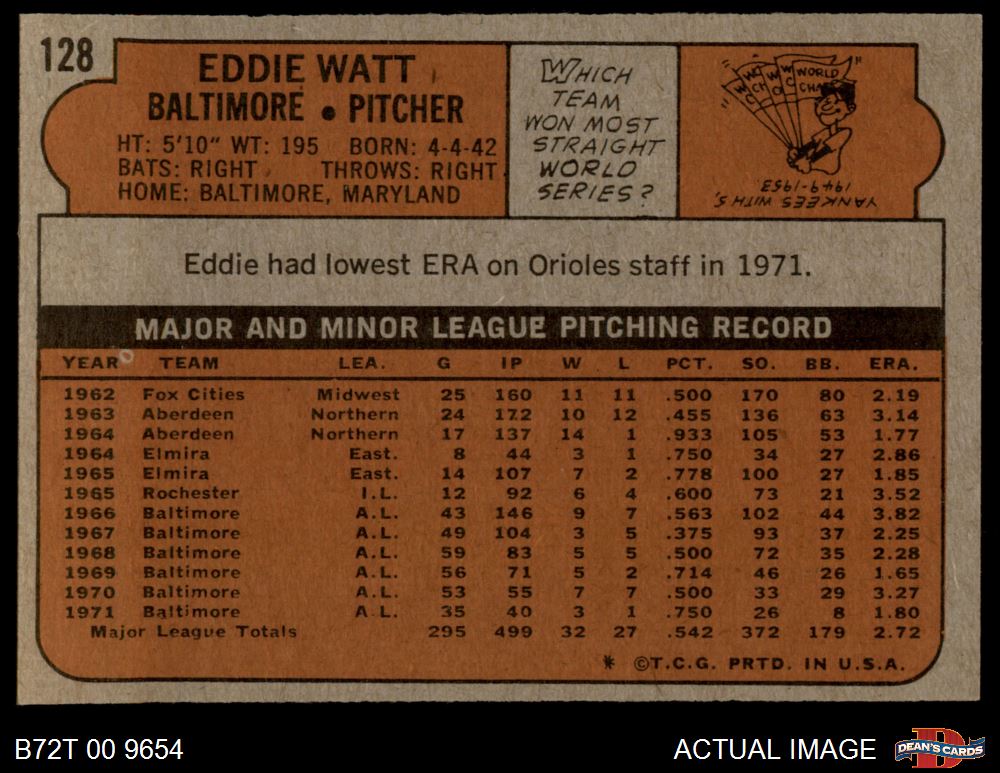 128
EDDIE WATT
BALTIMORE • PITCHER
HT: 5'10" WT: 195 BORN: 4-4-42
BATS: RIGHT THROWS: RIGHT
HOME: BALTIMORE, MARYLAND
WHICH
TEAM
WON MOST
STRAIGHT
WORLD
SERIES?
WORLD
CHA
YANKEES WITH 5,
1949-1953.
Eddie had lowest ERA on Orioles staff in 1971.
MAJOR AND MINOR LEAGUE PITCHING RECORD
YEAR TEAM LEA. G IP W L PCT. SO. BB. ERA.
1962 Fox Cities Midwest 25 160 11 11 .500 170 80 2.19
1963 Aberdeen Northern 24 172 10 12 .455 136 63 3.14
1964 Aberdeen Northern 17 137 14 1 .933 105 53 1.77
1964 Elmira East. 8 44 3 1 .750 34 27 2.86
1965 Elmira East. 14 107 7 2 .778 100 27 1.85
1965 Rochester I.L. 12 92 6 4 .600 73 21 3.52
1966 Baltimore A.L. 43 146 9 7 .563 102 44 3.82
1967 Baltimore A.L. 49 104 3 5 .375 93 37 2.25
1968 Baltimore A.L. 59 83 5 5 .500 72 35 2.28
1969 Baltimore A.L. 56 71 5 2 .714 46 26 1.65
1970 Baltimore A.L. 53 55 7 7 .500 33 29 3.27
1971 Baltimore A.L. 35 40 3 1 .750 26 8 1.80
Major League Totals 295 499 32 27 .542 372 179 2.72
* ©T.C.G. PRTD. IN U.S.A.
B72T 00 9654
ACTUAL IMAGE
D
DEAN'S CARDS